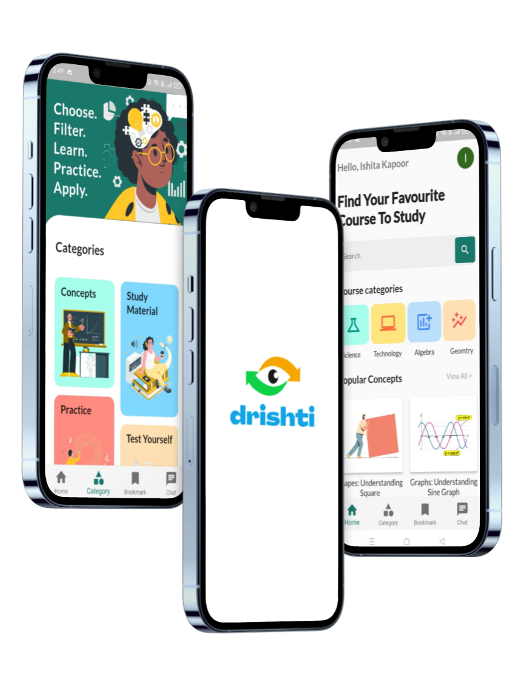 Choose.
Filter.
Learn.
Practice.
Apply.
Categories
Concepts
Study
Material
Practice
Test Yourself
Home
Category
Bookmark
Chat
drishti
Hello, Ishita Kapoor
I
Find Your Favourite
Course To Study
Search
ourse categories
Science
Technology
Algebra
Geomtry
opular Concepts
View All >
apes: Understanding
Square
Graphs: Understanding
Sine Graph
Home
Category
Bookmark
Chat